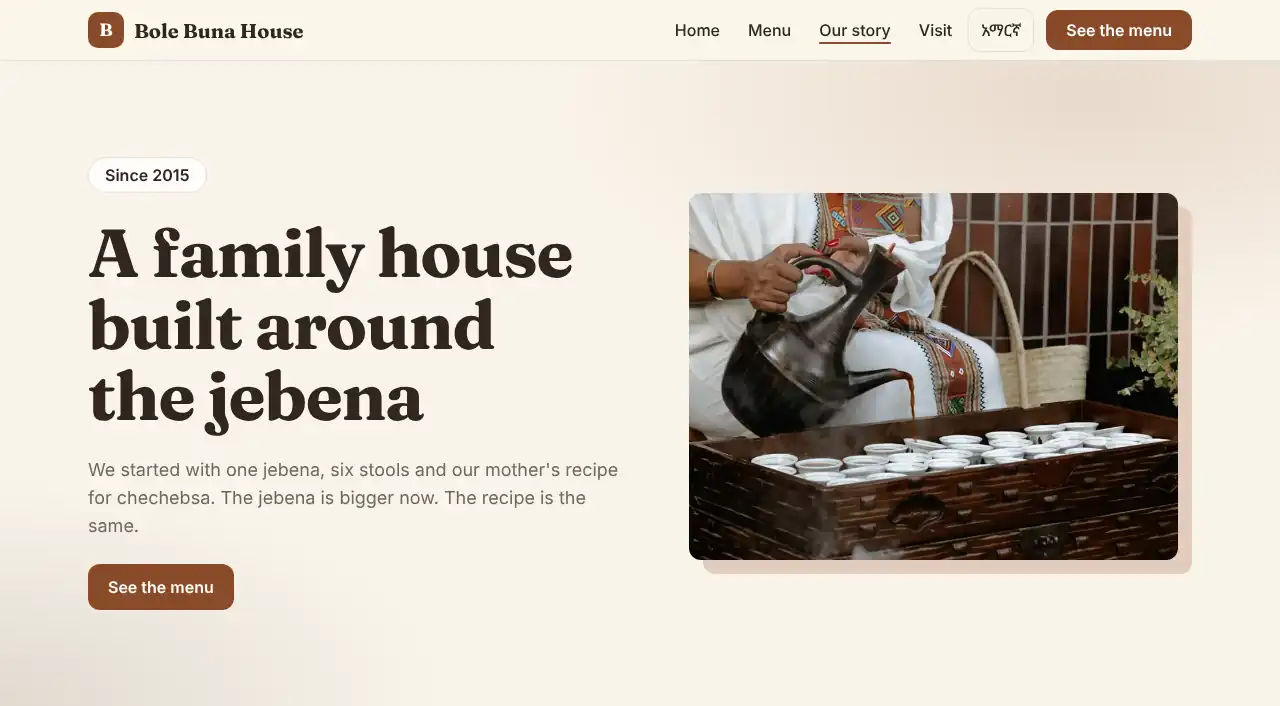 B
Bole Buna House
Home
Menu
Our story
Visit
አማርኛ
See the menu
Since 2015
A family house
built around
the jebena
We started with one jebena, six stools and our mother's recipe
for chechebsa. The jebena is bigger now. The recipe is the
same.
See the menu